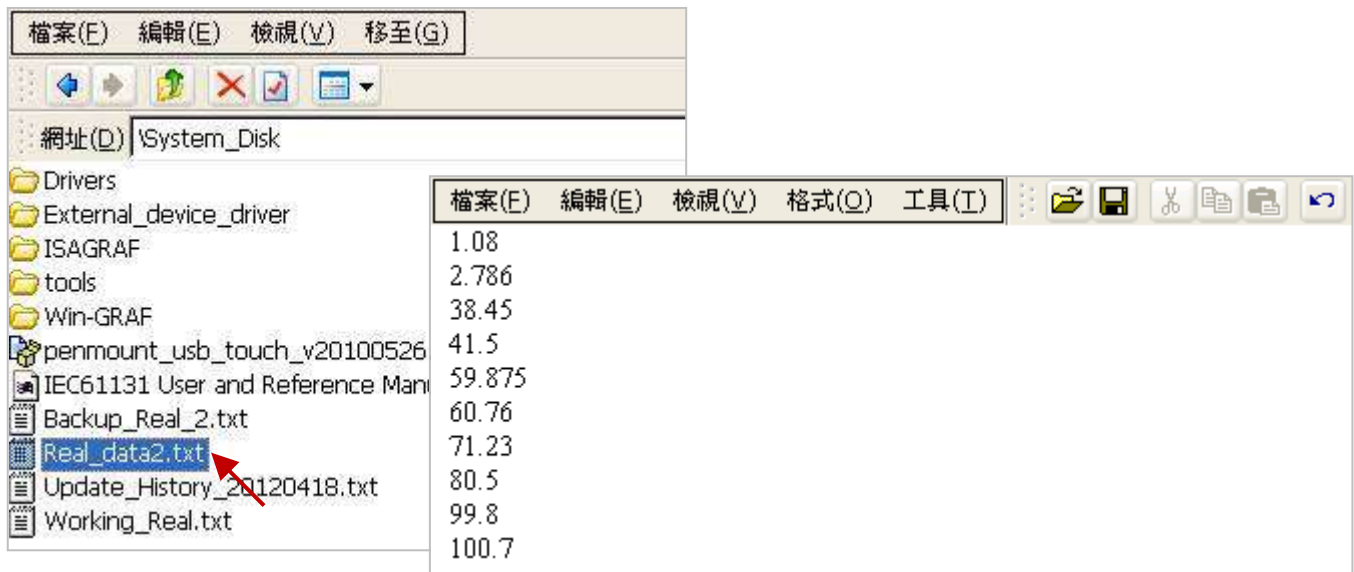 檔案(F) 編輯(E) 檢視(V) 移至(G)
網址(D) \System_Disk
Drivers
External_device_driver
ISAGRAF
tools
Win-GRAF
penmount_usb_touch_v20100526
IEC61131 User and Reference Manu
Backup_Real_2.txt
Real_data2.txt
Update_History_20120418.txt
Working_Real.txt
檔案(F) 編輯(E) 檢視(V) 格式(O) 工具(T)
1.08
2.786
38.45
41.5
59.875
60.76
71.23
80.5
99.8
100.7